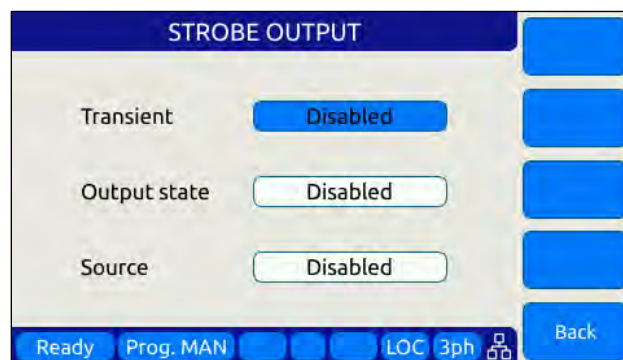 STROBE OUTPUT
Transient Disabled
Output state Disabled
Source Disabled
Back
Ready Prog. MAN LOC 3ph